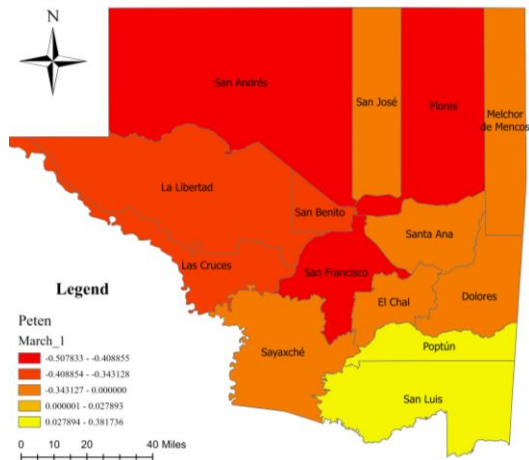 N
San Andrés
San José
Flores
Melchor
de Mencos
La Libertad
San Benito
Santa Ana
Las Cruces
San Francisco
El Chal
Dolores
Sayaxché
Poptún
San Luis
Legend
Peten
March_1
-0.507833 - -0.408855
-0.408854 - -0.343128
-0.343127 - 0.000000
0.000001 - 0.027893
0.027894 - 0.381736
0 10 20 40 Miles